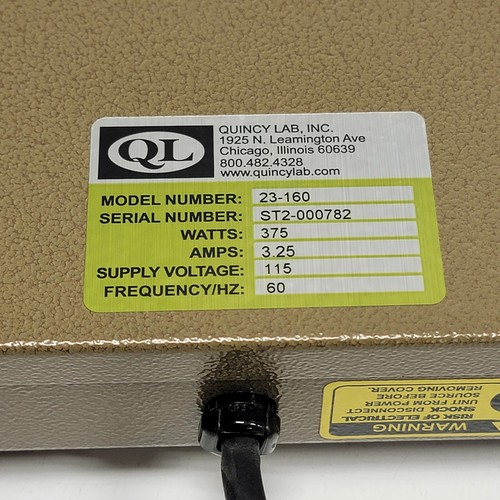 QL
QUINCY LAB, INC.
1925 N. Leamington Ave
Chicago, Illinois 60639
800.482.4328
www.quincylab.com
MODEL NUMBER: 23-160
SERIAL NUMBER: ST2-000782
WATTS: 375
AMPS: 3.25
SUPPLY VOLTAGE: 115
FREQUENCY/HZ: 60
WARNING
RISK OF ELECTRICAL
SHOCK DISCONNECT
UNIT FROM POWER
SOURCE BEFORE
REMOVING COVER.